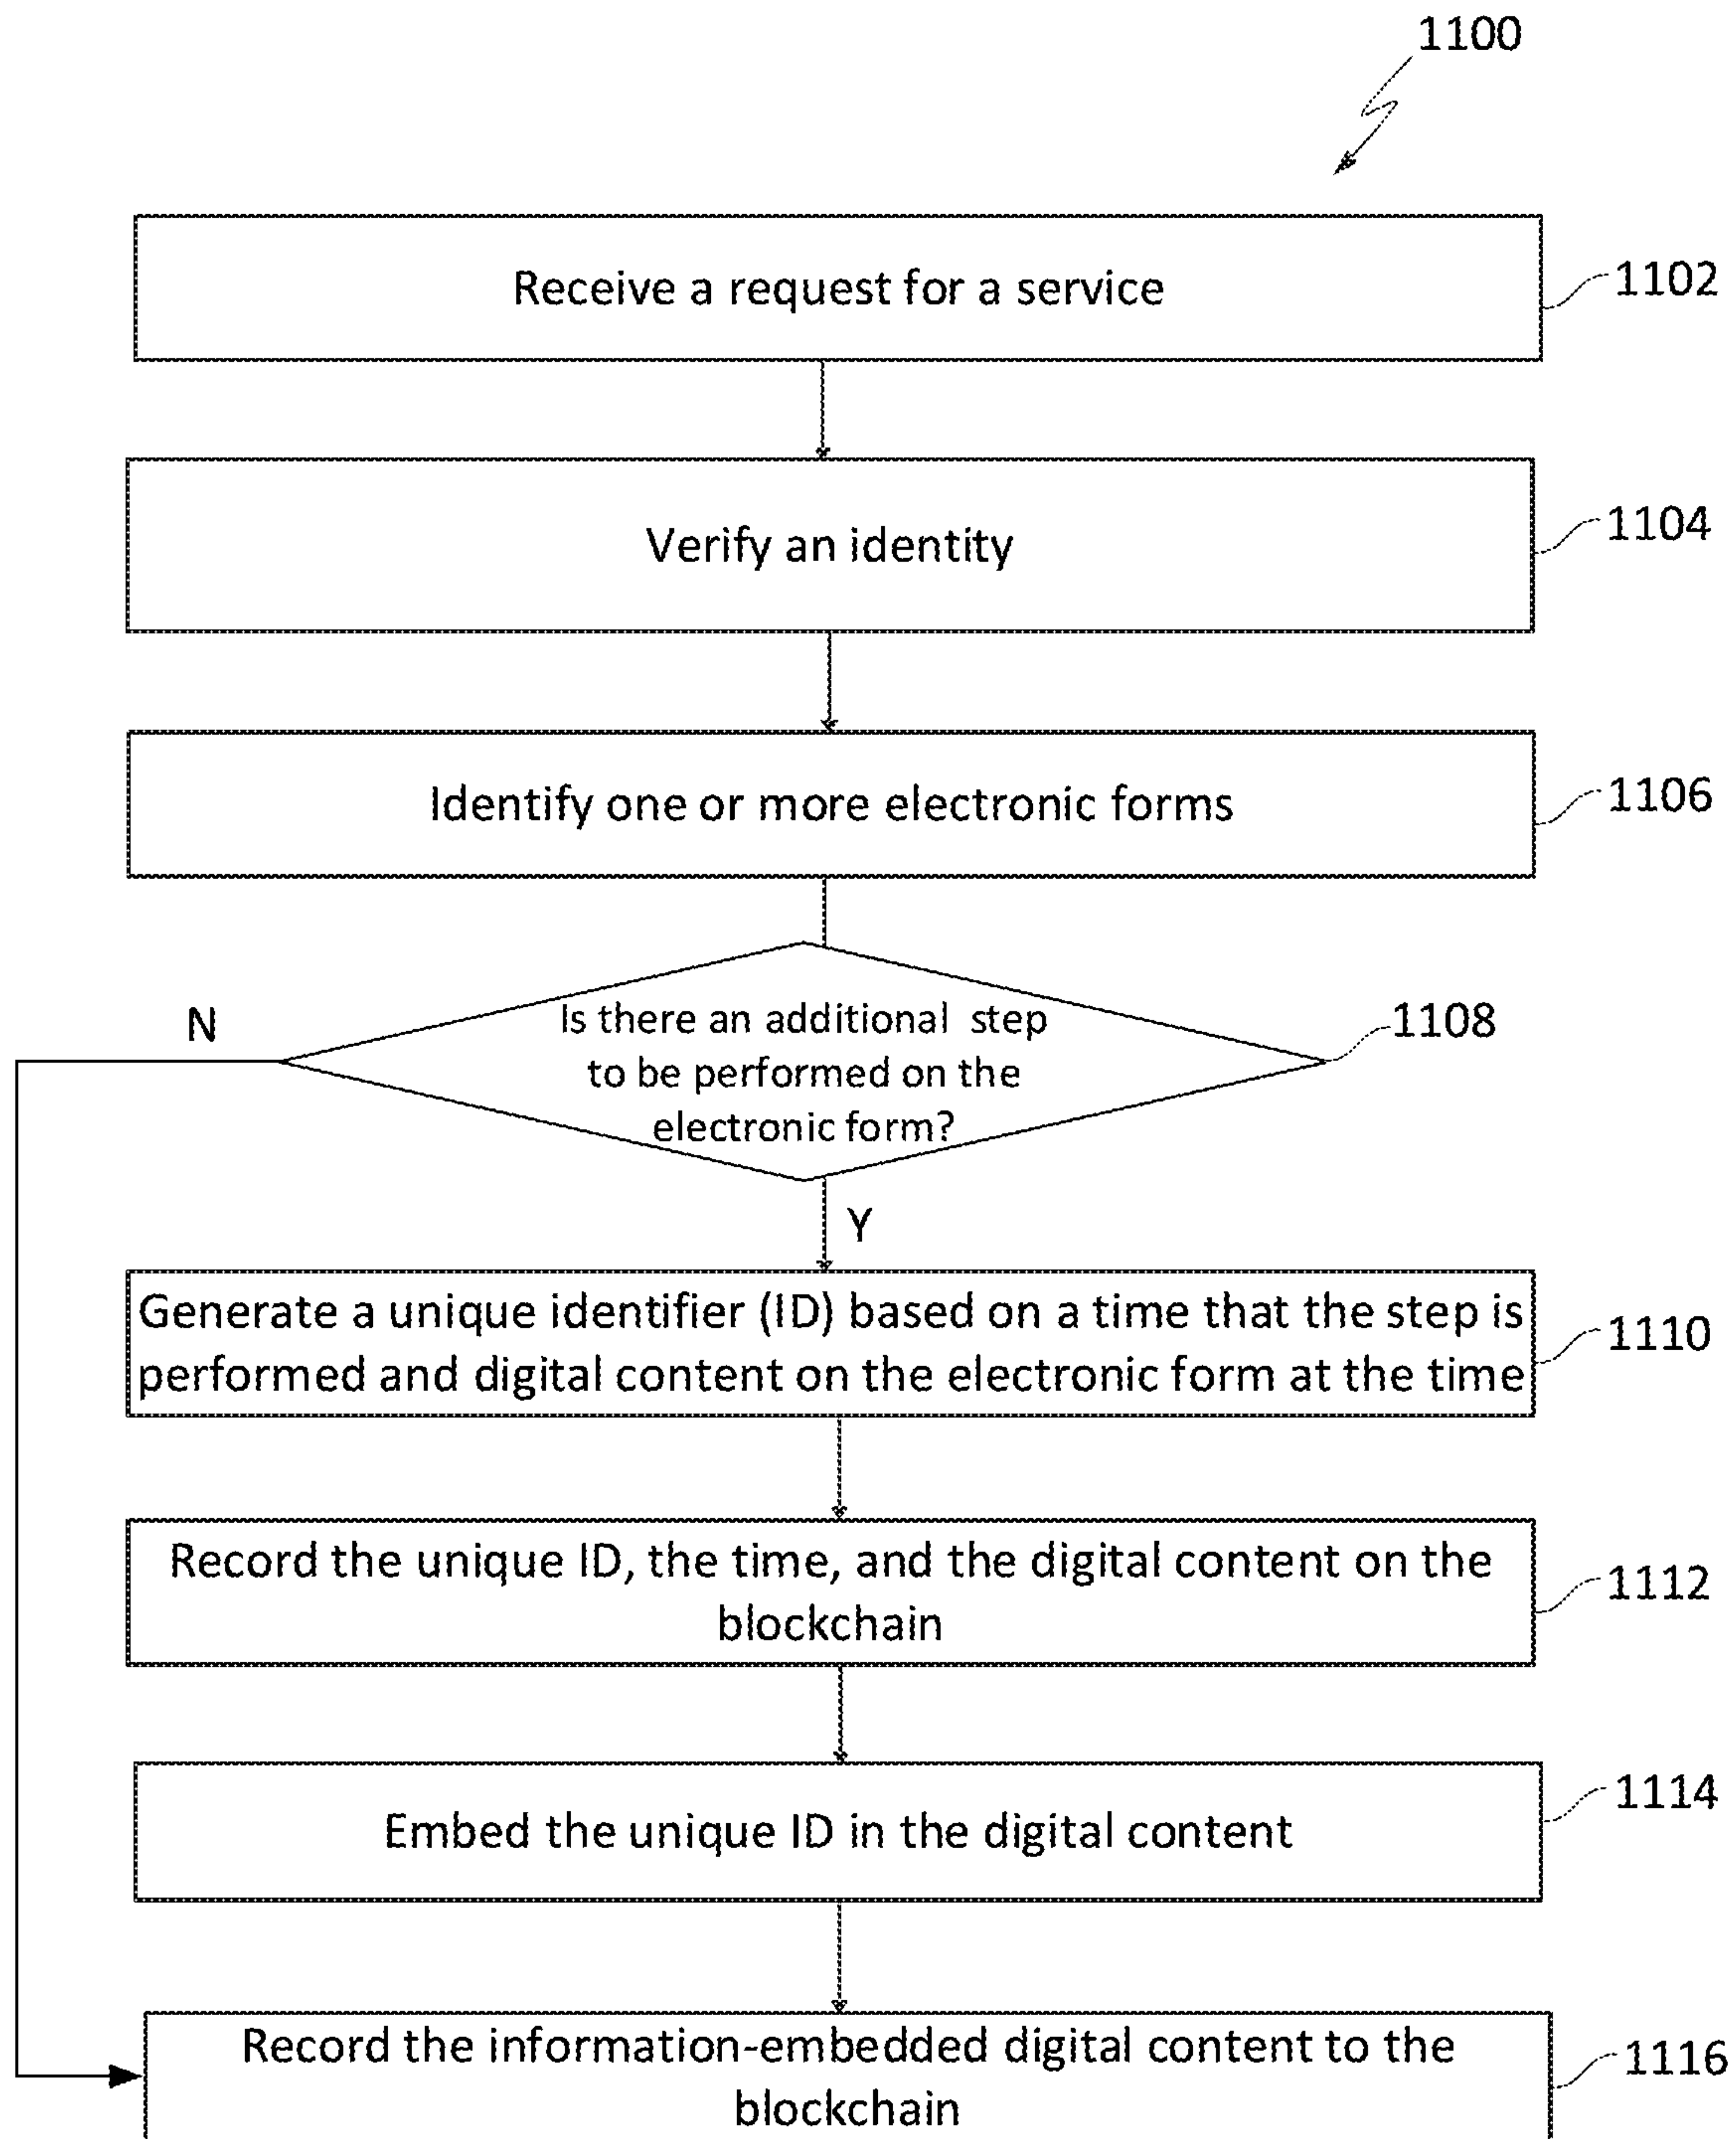 1100
Receive a request for a service
1102
Verify an identity
1104
Identify one or more electronic forms
1106
N
Is there an additional step
to be performed on the
electronic form?
1108
Y
Generate a unique identifier (ID) based on a time that the step is
performed and digital content on the electronic form at the time
1110
Record the unique ID, the time, and the digital content on the
blockchain
1112
Embed the unique ID in the digital content
1114
Record the information-embedded digital content to the
blockchain
1116